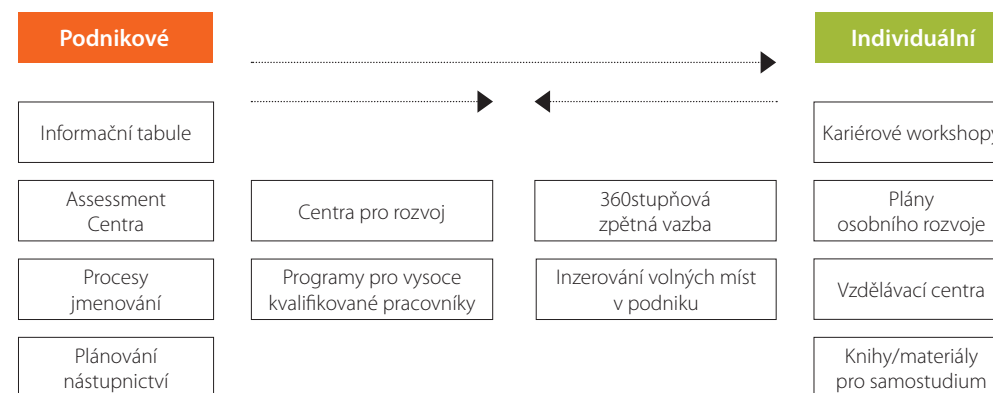 Podnikové
Individuální
Informační tabule
Kariérové workshopy
Assessment
Centra
Centra pro rozvoj
360stupňová
zpětná vazba
Plány
osobního rozvoje
Procesy
jmenování
Programy pro vysoce
kvalifikované pracovníky
Inzerování volných míst
v podniku
Vzdělávací centra
Plánování
nástupnictví
Knihy/materiály
pro samostudium